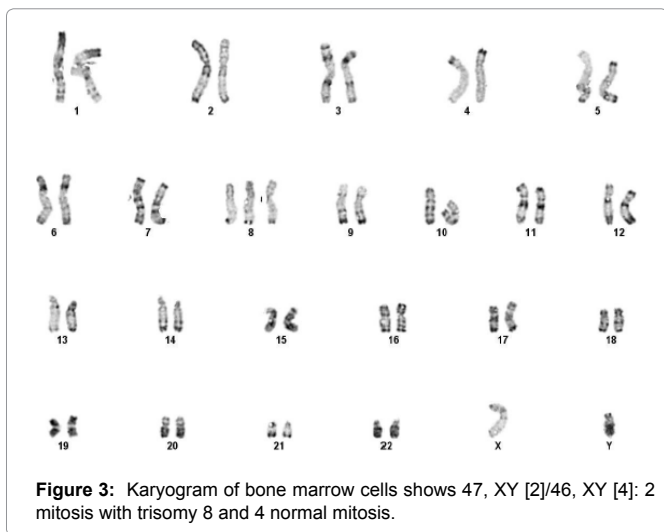 1 2 3 4 5
6 7 8 9 10 11 12
13 14 15 16 17 18
19 20 21 22 X Y
Figure 3: Karyogram of bone marrow cells shows 47, XY [2]/46, XY [4]: 2
mitosis with trisomy 8 and 4 normal mitosis.